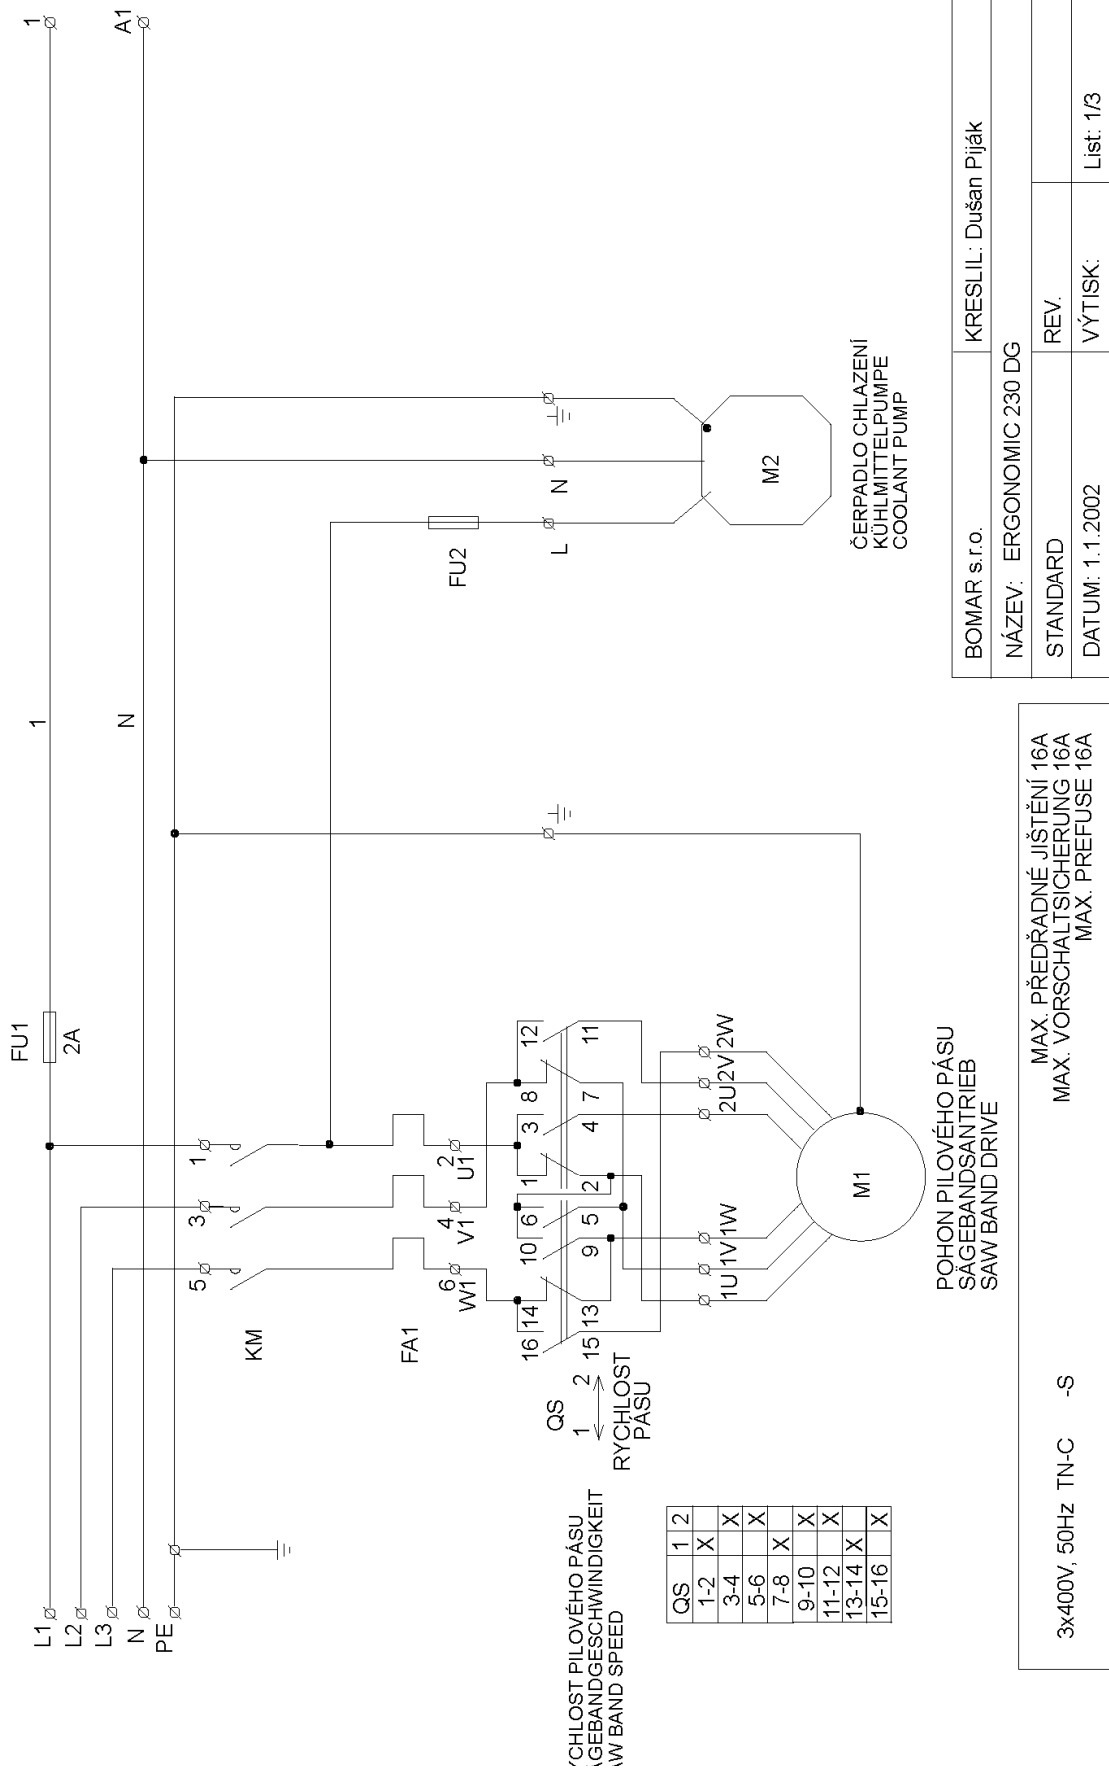 L1
L2
L3
N
PE
FU1
2A
1
N
1
A1
KM
5
3
1
FA1
6
W1
4
V1
2
U1
QS
1 2
RYCHLOST
PÁSU
16 14 10 6 1 3 8 12
15 13 9 5 2 4 7 11
1U 1V 1W 2U 2V 2W
M1
POHON PILOVÉHO PÁSU
SÄGEBANDSANTRIEB
SAW BAND DRIVE
FU2
L
N
M2
ČERPADLO CHLAZENÍ
KÜHLMITTELPUMPE
COOLANT PUMP
YCHLOST PILOVÉHO PÁSU
AGEBANDGESCHWINDIGKEIT
AW BAND SPEED
QS 1 2
1-2 X
3-4 X
5-6 X
7-8 X
9-10 X
11-12 X
13-14 X
15-16 X
3x400V, 50Hz TN-C -S
MAX. PŘEDŘADNÉ JIŠTĚNÍ 16A
MAX. VORSCHALTSICHERUNG 16A
MAX. PREFUSE 16A
BOMAR s.r.o.
KRESLIL: Dušan Piják
NÁZEV: ERGONOMIC 230 DG
STANDARD
REV.
DATUM: 1.1.2002
VÝTISK:
List: 1/3